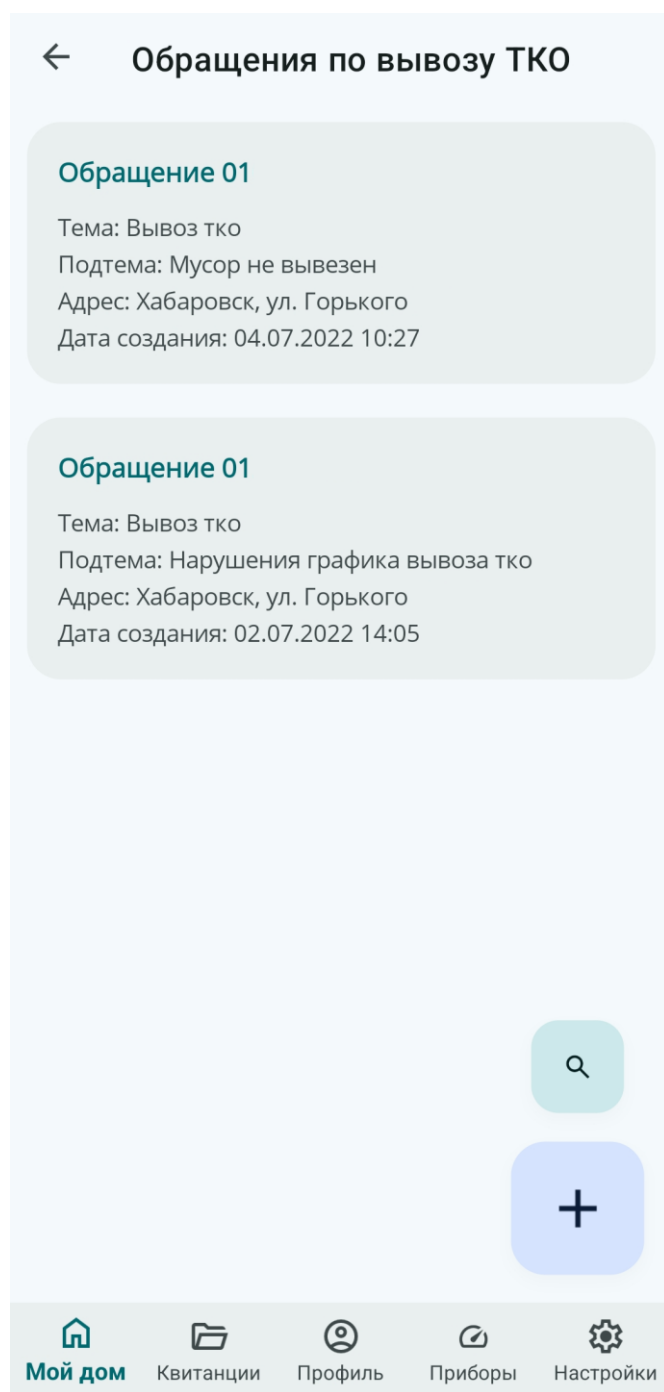 Обращения по вывозу ТКО
Обращение 01
Тема: Вывоз тко
Подтема: Мусор не вывезен
Адрес: Хабаровск, ул. Горького
Дата создания: 04.07.2022 10:27
Обращение 01
Тема: Вывоз тко
Подтема: Нарушения графика вывоза тко
Адрес: Хабаровск, ул. Горького
Дата создания: 02.07.2022 14:05
Мой дом Квитанции Профиль Приборы Настройки